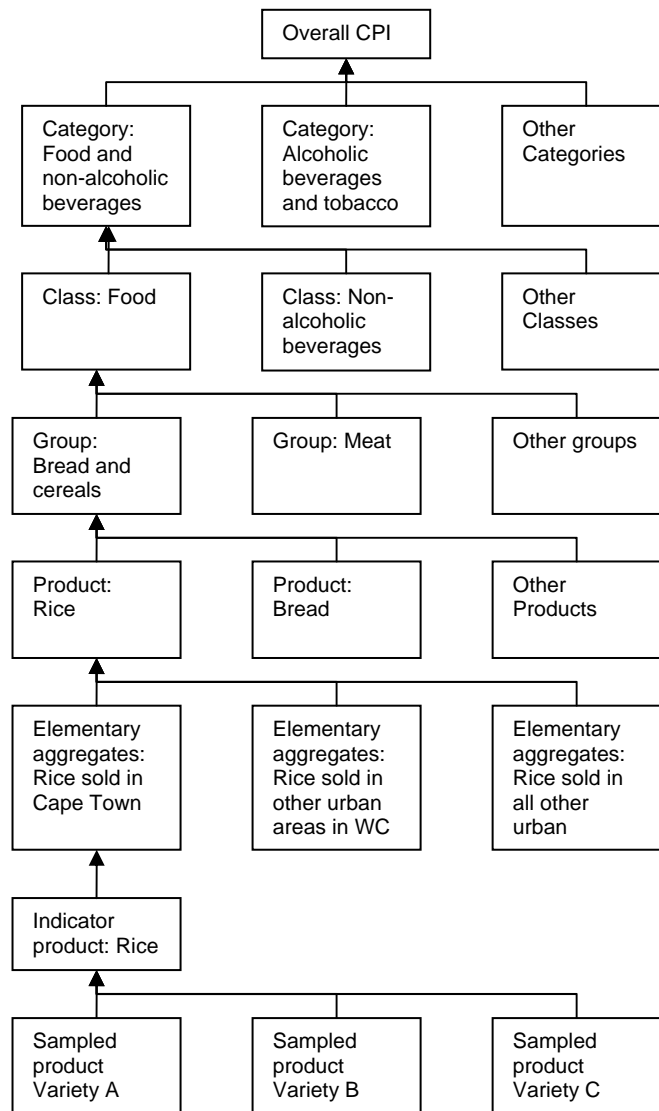 Overall CPI
Category:
Food and
non-alcoholic
beverages
Category:
Alcoholic
beverages
and tobacco
Other
Categories
Class: Food
Class: Non-
alcoholic
beverages
Other
Classes
Group:
Bread and
cereals
Group: Meat
Other groups
Product:
Rice
Product:
Bread
Other
Products
Elementary
aggregates:
Rice sold in
Cape Town
Elementary
aggregates:
Rice sold in
other urban
areas in WC
Elementary
aggregates:
Rice sold in
all other
urban
Indicator
product: Rice
Sampled
product
Variety A
Sampled
product
Variety B
Sampled
product
Variety C